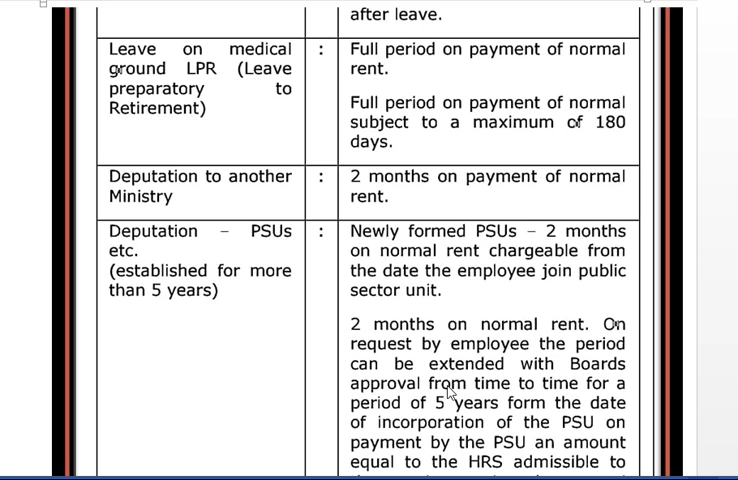 after leave.
Leave on medical
ground LPR (Leave
preparatory to
Retirement)
:
Full period on payment of normal
rent.
Full period on payment of normal
subject to a maximum of 180
days.
Deputation to another
Ministry
:
2 months on payment of normal
rent.
Deputation – PSUs
etc.
(established for more
than 5 years)
:
Newly formed PSUs – 2 months
on normal rent chargeable from
the date the employee join public
sector unit.
2 months on normal rent. On
request by employee the period
can be extended with Boards
approval from time to time for a
period of 5 years form the date
of incorporation of the PSU on
payment by the PSU an amount
equal to the HRS admissible to